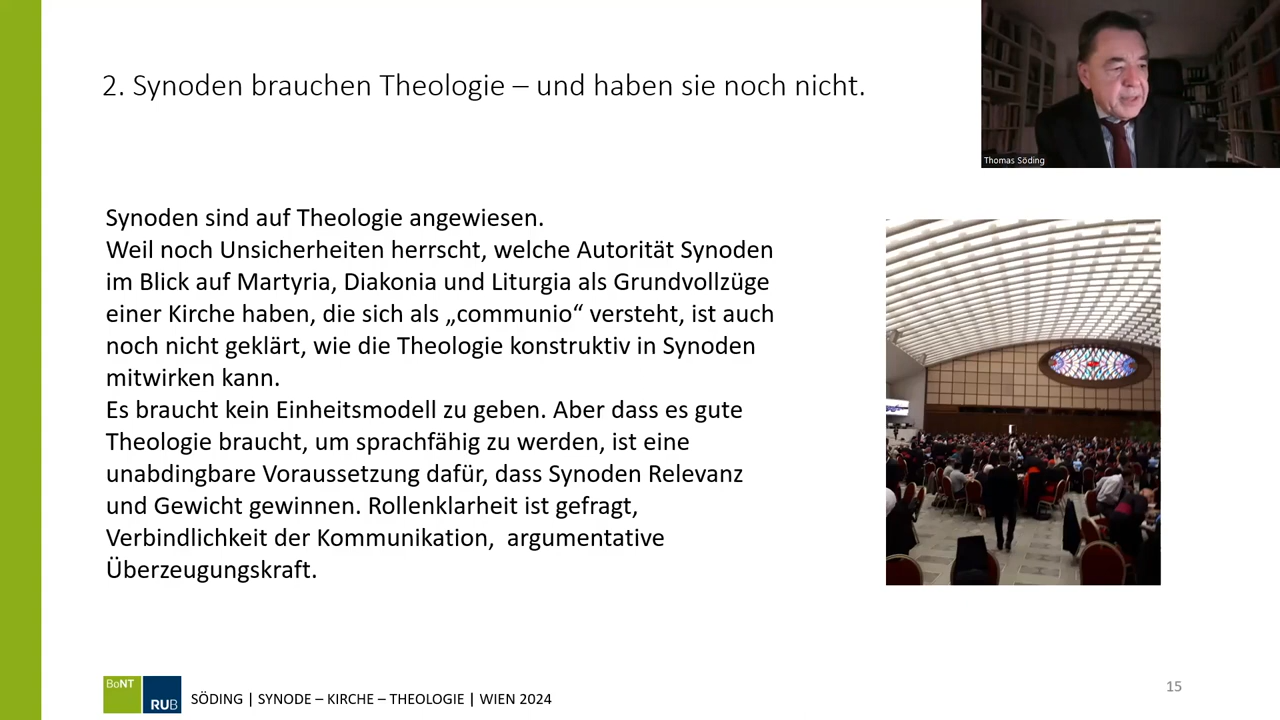 2. Synoden brauchen Theologie – und haben sie noch nicht.
Thomas Söding
Synoden sind auf Theologie angewiesen.
Weil noch Unsicherheiten herrscht, welche Autorität Synoden
im Blick auf Martyria, Diakonia und Liturgia als Grundvollzüge
einer Kirche haben, die sich als „communio“ versteht, ist auch
noch nicht geklärt, wie die Theologie konstruktiv in Synoden
mitwirken kann.
Es braucht kein Einheitsmodell zu geben. Aber dass es gute
Theologie braucht, um sprachfähig zu werden, ist eine
unabdingbare Voraussetzung dafür, dass Synoden Relevanz
und Gewicht gewinnen. Rollenklarheit ist gefragt,
Verbindlichkeit der Kommunikation,  argumentative
Überzeugungskraft.
BoNT
RUB
SÖDING | SYNODE – KIRCHE – THEOLOGIE | WIEN 2024
15